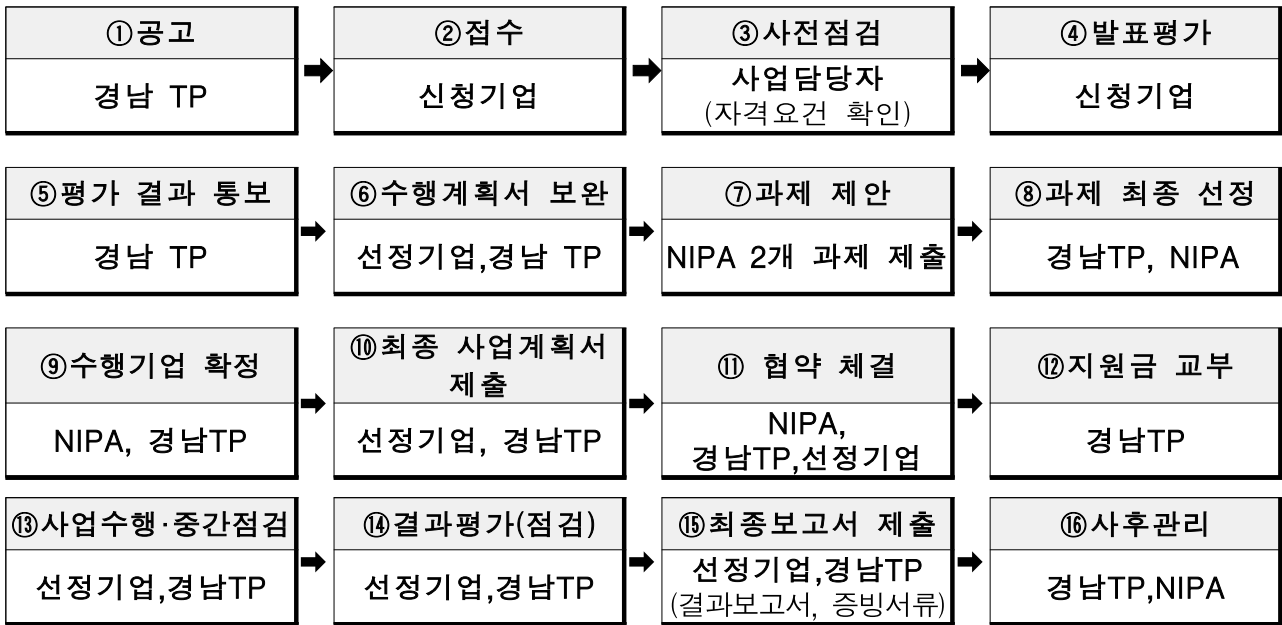 ①공고
경남 TP
②접수
신청기업
③사전점검
사업담당자
(자격요건 확인)
④발표평가
신청기업
⑤평가 결과 통보
경남 TP
⑥수행계획서 보완
선정기업,경남 TP
⑦과제 제안
NIPA 2개 과제 제출
⑧과제 최종 선정
경남TP, NIPA
⑨수행기업 확정
NIPA, 경남TP
⑩최종 사업계획서
제출
선정기업, 경남TP
⑪ 협약 체결
NIPA,
경남TP,선정기업
⑫지원금 교부
경남TP
⑬사업수행·중간점검
선정기업,경남TP
⑭결과평가(점검)
선정기업,경남TP
⑮최종보고서 제출
선정기업,경남TP
(결과보고서, 증빙서류)
⑯사후관리
경남TP,NIPA